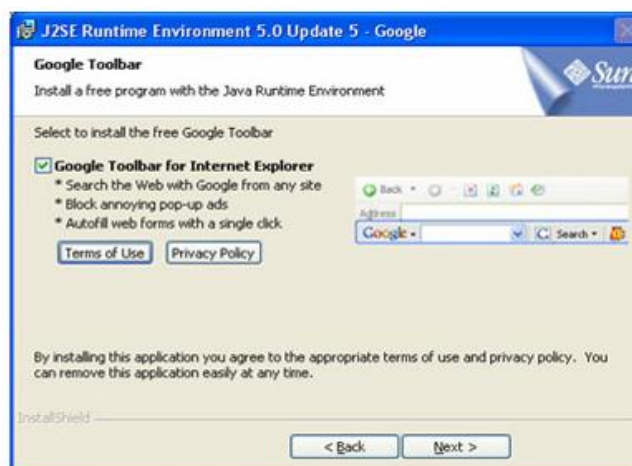 J2SE Runtime Environment 5.0 Update 5 - Google
Google Toolbar
Install a free program with the Java Runtime Environment
Sun
Select to install the free Google Toolbar
Google Toolbar for Internet Explorer
* Search the Web with Google from any site
* Block annoying pop-up ads
* Autofill web forms with a single click
Terms of Use
Privacy Policy
Back
Address
Google
Search
By installing this application you agree to the appropriate terms of use and privacy policy. You
can remove this application easily at any time.
InstallShield
< Back
Next >